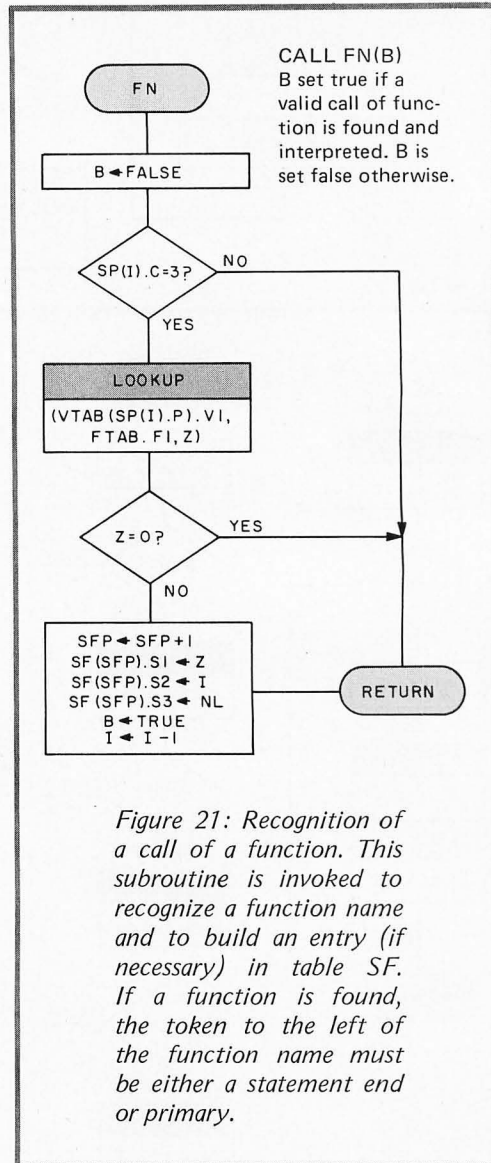 CALL FN(B)
B set true if a
valid call of func-
tion is found and
interpreted. B is
set false otherwise.
FN
B←FALSE
SP(I).C=3?
NO
YES
LOOKUP
(VTAB(SP(I).P).V1,
FTAB.F1,Z)
Z=0?
YES
NO
SFP←SFP+1
SF(SFP).S1←Z
SF(SFP).S2←I
SF(SFP).S3←NL
B←TRUE
I←I-1
RETURN
Figure 21: Recognition of
a call of a function. This
subroutine is invoked to
recognize a function name
and to build an entry (if
necessary) in table SF.
If a function is found,
the token to the left of
the function name must
be either a statement end
or primary.